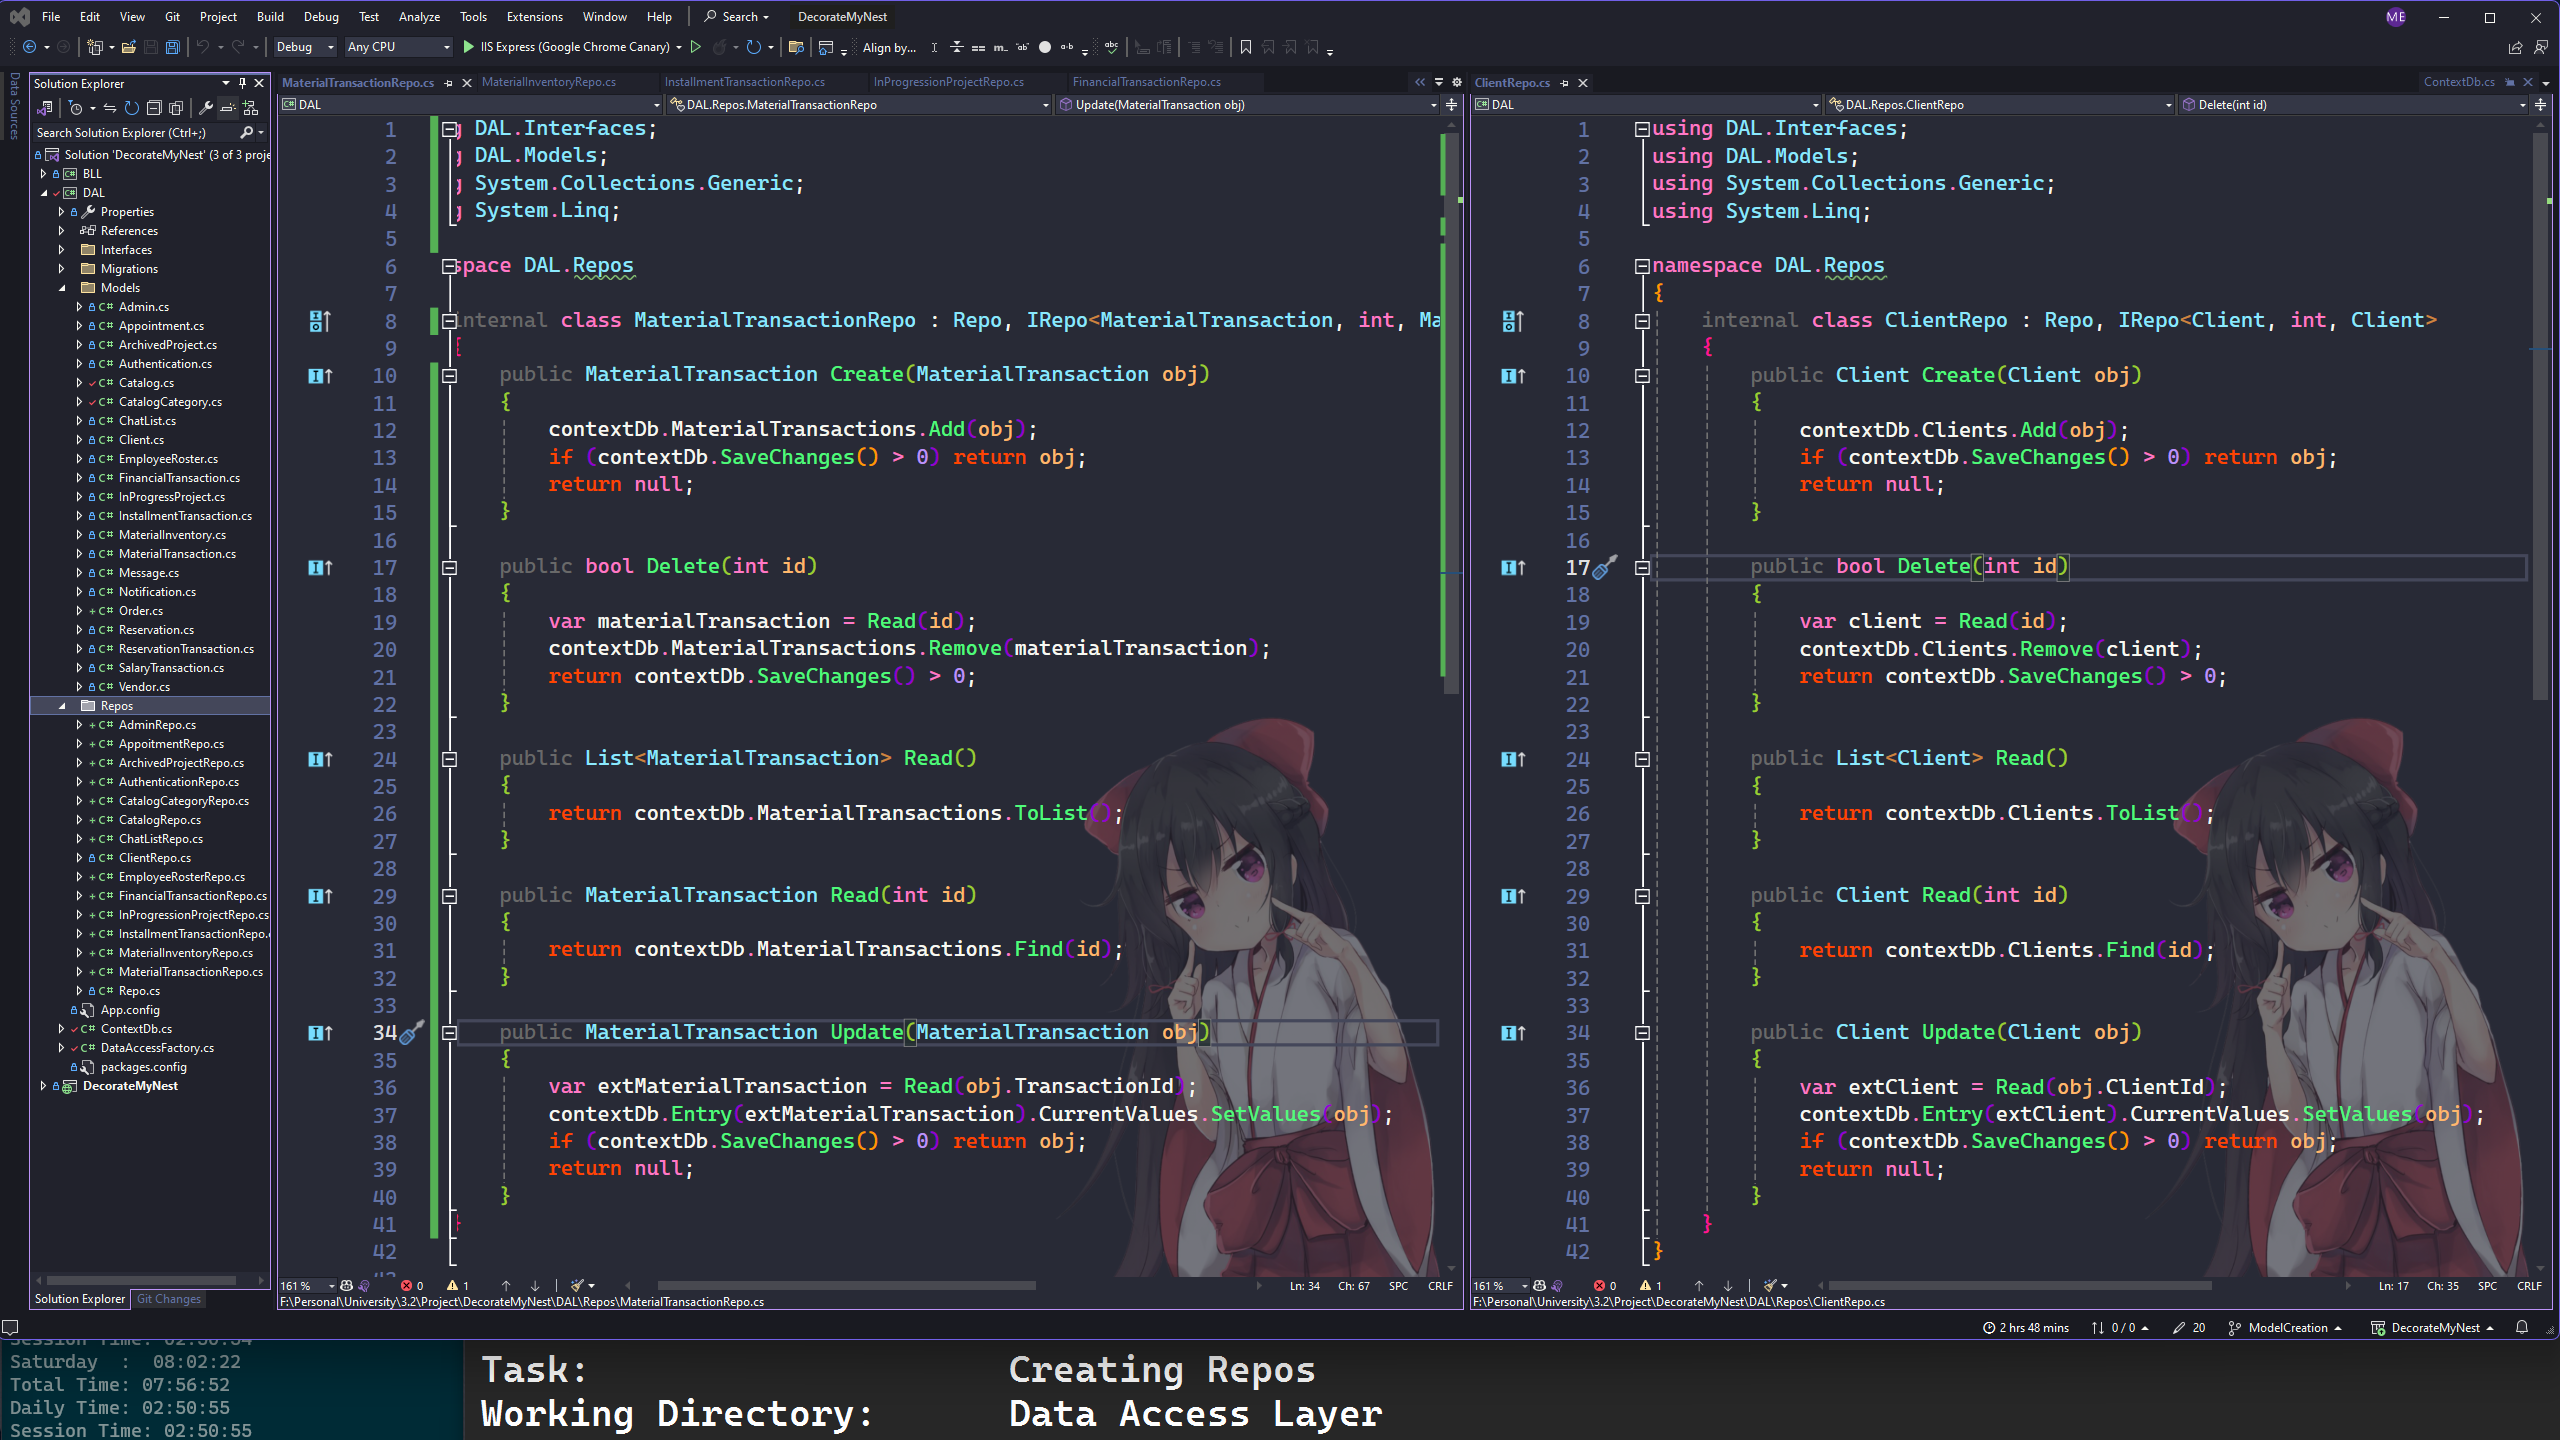 File Edit View Git Project Build Debug Test Analyze Tools Extensions Window Help Search DecorateMyNest ME
Debug Any CPU IIS Express (Google Chrome Canary) Align by...
Data Sources
Solution Explorer
Search Solution Explorer (Ctrl+;)
Solution 'DecorateMyNest' (3 of 3 proje
BLL
DAL
Properties
References
Interfaces
Migrations
Models
Admin.cs
Appointment.cs
ArchivedProject.cs
Authentication.cs
Catalog.cs
CatalogCategory.cs
ChatList.cs
Client.cs
EmployeeRoster.cs
FinancialTransaction.cs
InProgressProject.cs
InstallmentTransaction.cs
MaterialInventory.cs
MaterialTransaction.cs
Message.cs
Notification.cs
Order.cs
Reservation.cs
ReservationTransaction.cs
SalaryTransaction.cs
Vendor.cs
Repos
AdminRepo.cs
AppoitmentRepo.cs
ArchivedProjectRepo.cs
AuthenticationRepo.cs
CatalogCategoryRepo.cs
CatalogRepo.cs
ChatListRepo.cs
ClientRepo.cs
EmployeeRosterRepo.cs
FinancialTransactionRepo.cs
InProgressionProjectRepo.cs
InstallmentTransactionRepo.
MaterialInventoryRepo.cs
MaterialTransactionRepo.cs
Repo.cs
App.config
ContextDb.cs
DataAccessFactory.cs
packages.config
DecorateMyNest
Solution Explorer Git Changes
MaterialTransactionRepo.cs MaterialInventoryRepo.cs InstallmentTransactionRepo.cs InProgressionProjectRepo.cs FinancialTransactionRepo.cs
DAL DAL.Repos.MaterialTransactionRepo Update(MaterialTransaction obj)
1 g DAL.Interfaces;
2 g DAL.Models;
3 g System.Collections.Generic;
4 g System.Linq;
5
6 space DAL.Repos
7
8 internal class MaterialTransactionRepo : Repo, IRepo<MaterialTransaction, int, Ma
9 {
10 public MaterialTransaction Create(MaterialTransaction obj)
11 {
12 contextDb.MaterialTransactions.Add(obj);
13 if (contextDb.SaveChanges() > 0) return obj;
14 return null;
15 }
16
17 public bool Delete(int id)
18 {
19 var materialTransaction = Read(id);
20 contextDb.MaterialTransactions.Remove(materialTransaction);
21 return contextDb.SaveChanges() > 0;
22 }
23
24 public List<MaterialTransaction> Read()
25 {
26 return contextDb.MaterialTransactions.ToList();
27 }
28
29 public MaterialTransaction Read(int id)
30 {
31 return contextDb.MaterialTransactions.Find(id);
32 }
33
34 public MaterialTransaction Update(MaterialTransaction obj)
35 {
36 var extMaterialTransaction = Read(obj.TransactionId);
37 contextDb.Entry(extMaterialTransaction).CurrentValues.SetValues(obj);
38 if (contextDb.SaveChanges() > 0) return obj;
39 return null;
40 }
41 }
42
161 % 0 1 Ln: 34 Ch: 67 SPC CRLF
F:\Personal\University\3.2\Project\DecorateMyNest\DAL\Repos\MaterialTransactionRepo.cs
ClientRepo.cs ContextDb.cs
DAL DAL.Repos.ClientRepo Delete(int id)
1 using DAL.Interfaces;
2 using DAL.Models;
3 using System.Collections.Generic;
4 using System.Linq;
5
6 namespace DAL.Repos
7 {
8 internal class ClientRepo : Repo, IRepo<Client, int, Client>
9 {
10 public Client Create(Client obj)
11 {
12 contextDb.Clients.Add(obj);
13 if (contextDb.SaveChanges() > 0) return obj;
14 return null;
15 }
16
17 public bool Delete(int id)
18 {
19 var client = Read(id);
20 contextDb.Clients.Remove(client);
21 return contextDb.SaveChanges() > 0;
22 }
23
24 public List<Client> Read()
25 {
26 return contextDb.Clients.ToList();
27 }
28
29 public Client Read(int id)
30 {
31 return contextDb.Clients.Find(id);
32 }
33
34 public Client Update(Client obj)
35 {
36 var extClient = Read(obj.ClientId);
37 contextDb.Entry(extClient).CurrentValues.SetValues(obj);
38 if (contextDb.SaveChanges() > 0) return obj;
39 return null;
40 }
41 }
42 }
161 % 0 1 Ln: 17 Ch: 35 SPC CRLF
F:\Personal\University\3.2\Project\DecorateMyNest\DAL\Repos\ClientRepo.cs
2 hrs 48 mins 0 / 0 20 ModelCreation DecorateMyNest
Saturday : 08:02:22
Total Time: 07:56:52
Daily Time: 02:50:55
Session Time: 02:50:55
Task: Creating Repos
Working Directory: Data Access Layer